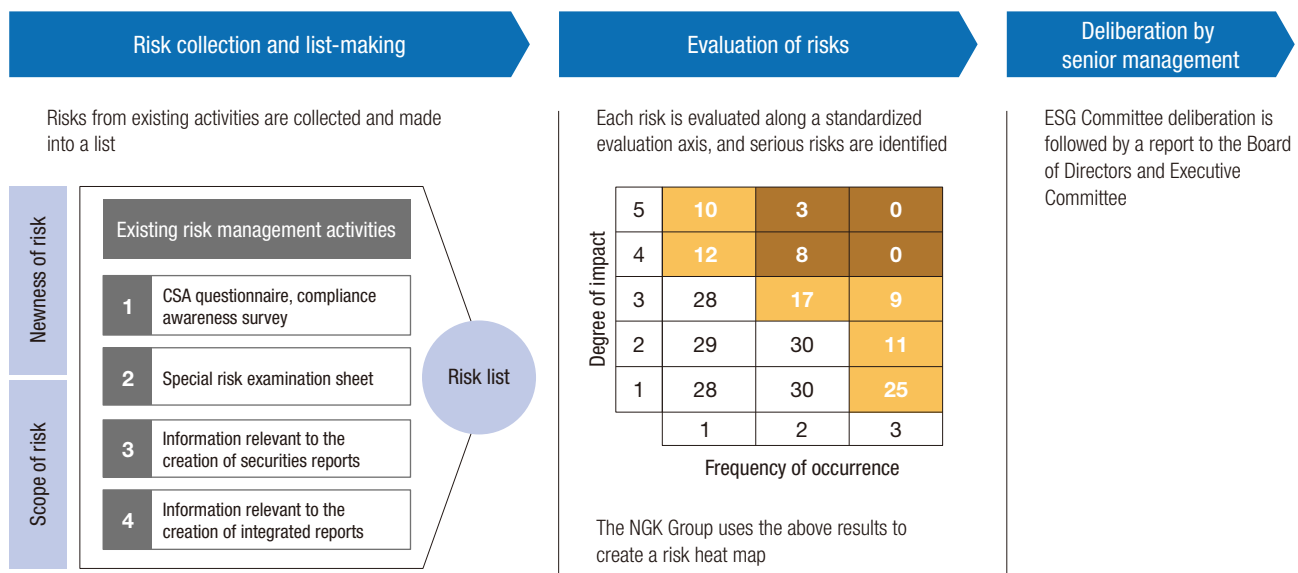 Risk collection and list-making
Risks from existing activities are collected and made
into a list
Newness of risk
Scope of risk
Existing risk management activities
1
CSA questionnaire, compliance
awareness survey
2
Special risk examination sheet
3
Information relevant to the
creation of securities reports
4
Information relevant to the
creation of integrated reports
Risk list
Evaluation of risks
Each risk is evaluated along a standardized
evaluation axis, and serious risks are identified
Degree of impact
5 10 3 0
4 12 8 0
3 28 17 9
2 29 30 11
1 28 30 25
1 2 3
Frequency of occurrence
The NGK Group uses the above results to
create a risk heat map
Deliberation by
senior management
ESG Committee deliberation is
followed by a report to the Board
of Directors and Executive
Committee